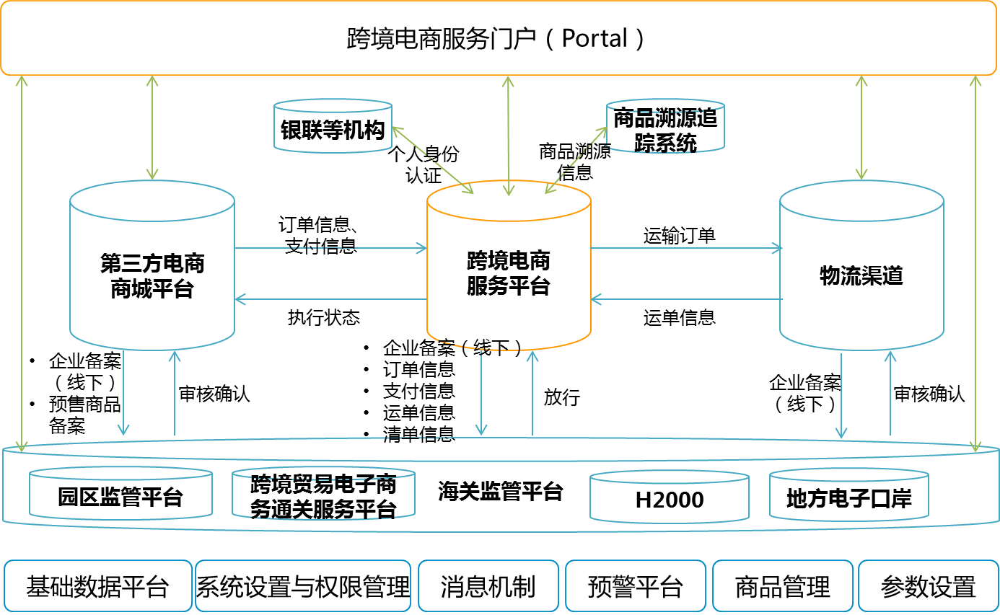 跨境电商服务门户（Portal）
银联等机构
商品溯源追
踪系统
个人身份
认证
商品溯源
信息
订单信息、
支付信息
运输订单
第三方电商
商城平台
跨境电商
服务平台
物流渠道
执行状态
运单信息
• 企业备案
（线下）
• 预售商品
备案
审核确认
• 企业备案（线下）
• 订单信息
• 支付信息
• 运单信息
• 清单信息
放行
企业备案
（线下）
审核确认
园区监管平台
跨境贸易电子商
务通关服务平台
海关监管平台
H2000
地方电子口岸
基础数据平台
系统设置与权限管理
消息机制
预警平台
商品管理
参数设置